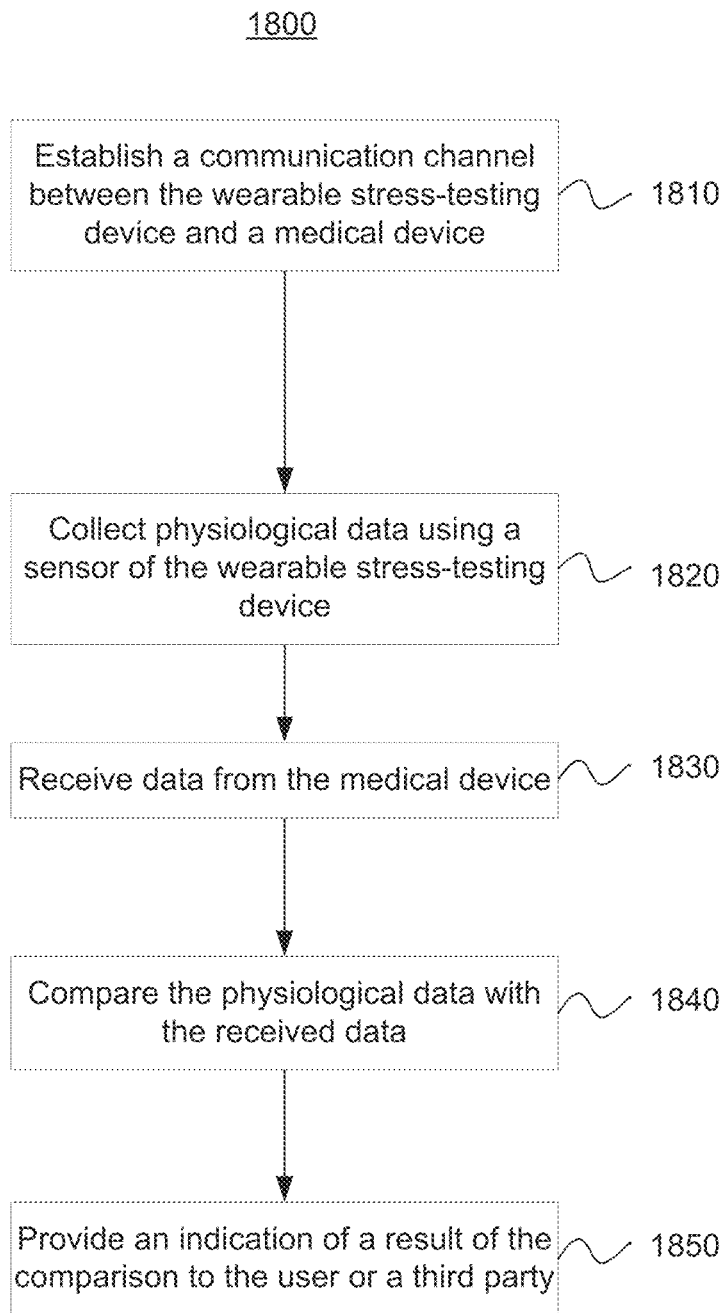 1800
Establish a communication channel
between the wearable stress-testing
device and a medical device
1810
Collect physiological data using a
sensor of the wearable stress-testing
device
1820
Receive data from the medical device
1830
Compare the physiological data with
the received data
1840
Provide an indication of a result of the
comparison to the user or a third party
1850